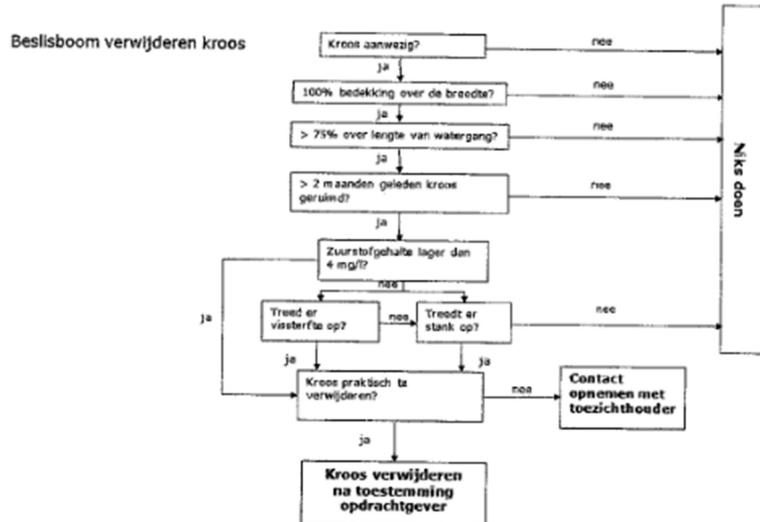 Beslisboom verwijderen kroos
Kroos aanwezig?
nee
ja
100% bedekking over de breedte?
nee
ja
> 75% over lengte van watergang?
nee
ja
> 2 maanden geleden kroos
geruimd?
nee
ja
Niks doen
Zuurstofgehalte lager dan
4 mg/l?
nee
ja
Treed er
vissterfte op?
nee
Treedt er
stank op?
nee
ja
ja
Kroos praktisch te
verwijderen?
nee
Contact
opnemen met
toezichthouder
ja
Kroos verwijderen
na toestemming
opdrachtgever